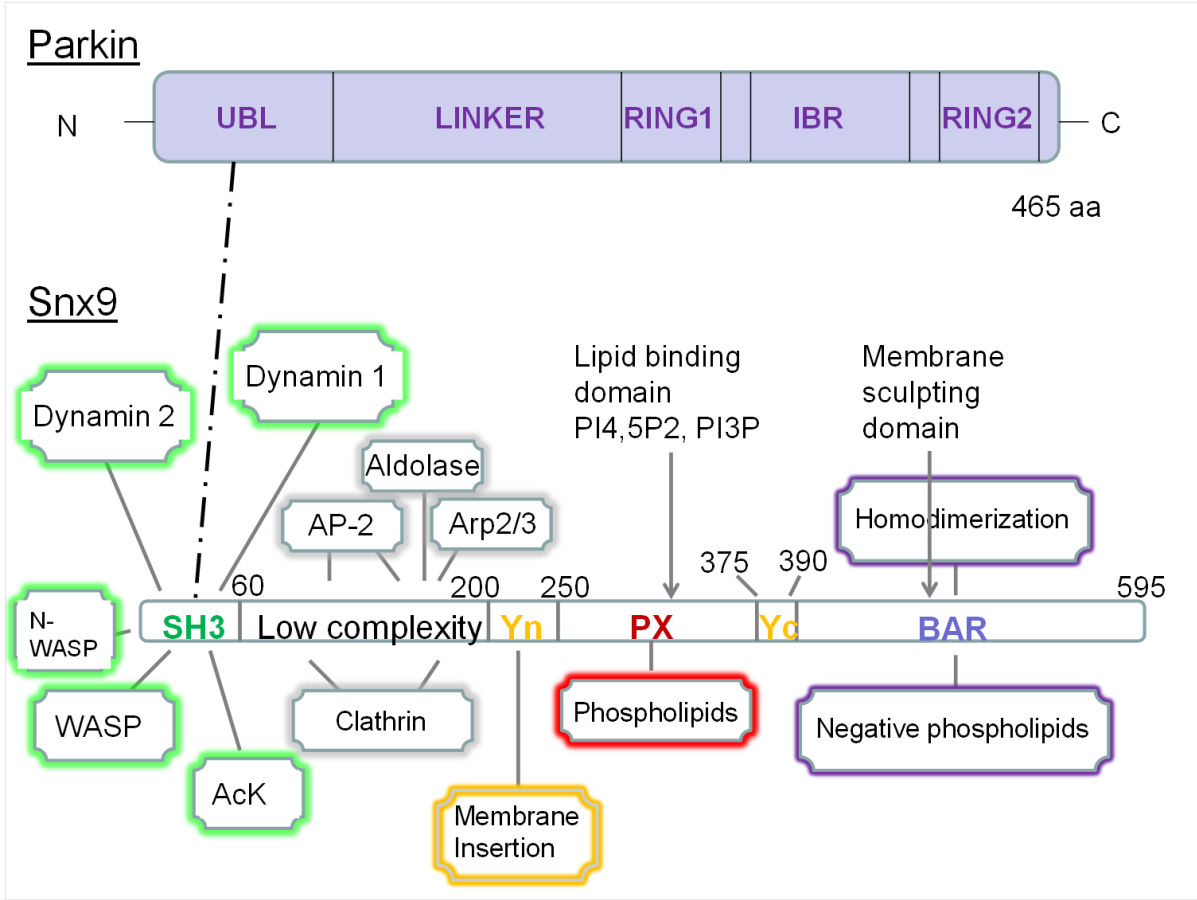 Parkin
N
UBL
LINKER
RING1
IBR
RING2
C
465 aa
Snx9
Dynamin 2
Dynamin 1
Lipid binding
domain
PI4,5P2, PI3P
Membrane
sculpting
domain
Aldolase
AP-2
Arp2/3
Homodimerization
60
200
250
375
390
595
N-
WASP
SH3
Low complexity
Yn
PX
Yc
BAR
WASP
AcK
Clathrin
Phospholipids
Negative phospholipids
Membrane
Insertion